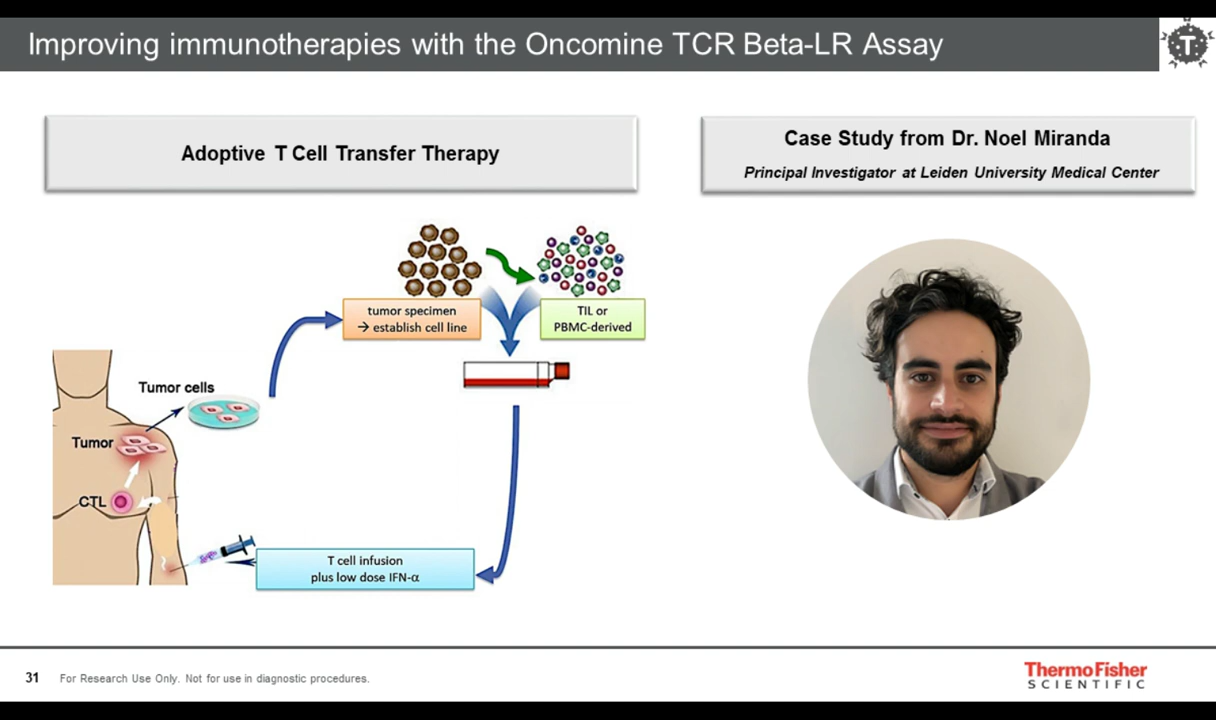 Improving immunotherapies with the Oncomine TCR Beta-LR Assay
T
Adoptive T Cell Transfer Therapy
Case Study from Dr. Noel Miranda
Principal Investigator at Leiden University Medical Center
tumor specimen
→ establish cell line
TIL or
PBMC-derived
Tumor cells
Tumor
CTL
T cell infusion
plus low dose IFN-α
31 For Research Use Only. Not for use in diagnostic procedures.
ThermoFisher
SCIENTIFIC